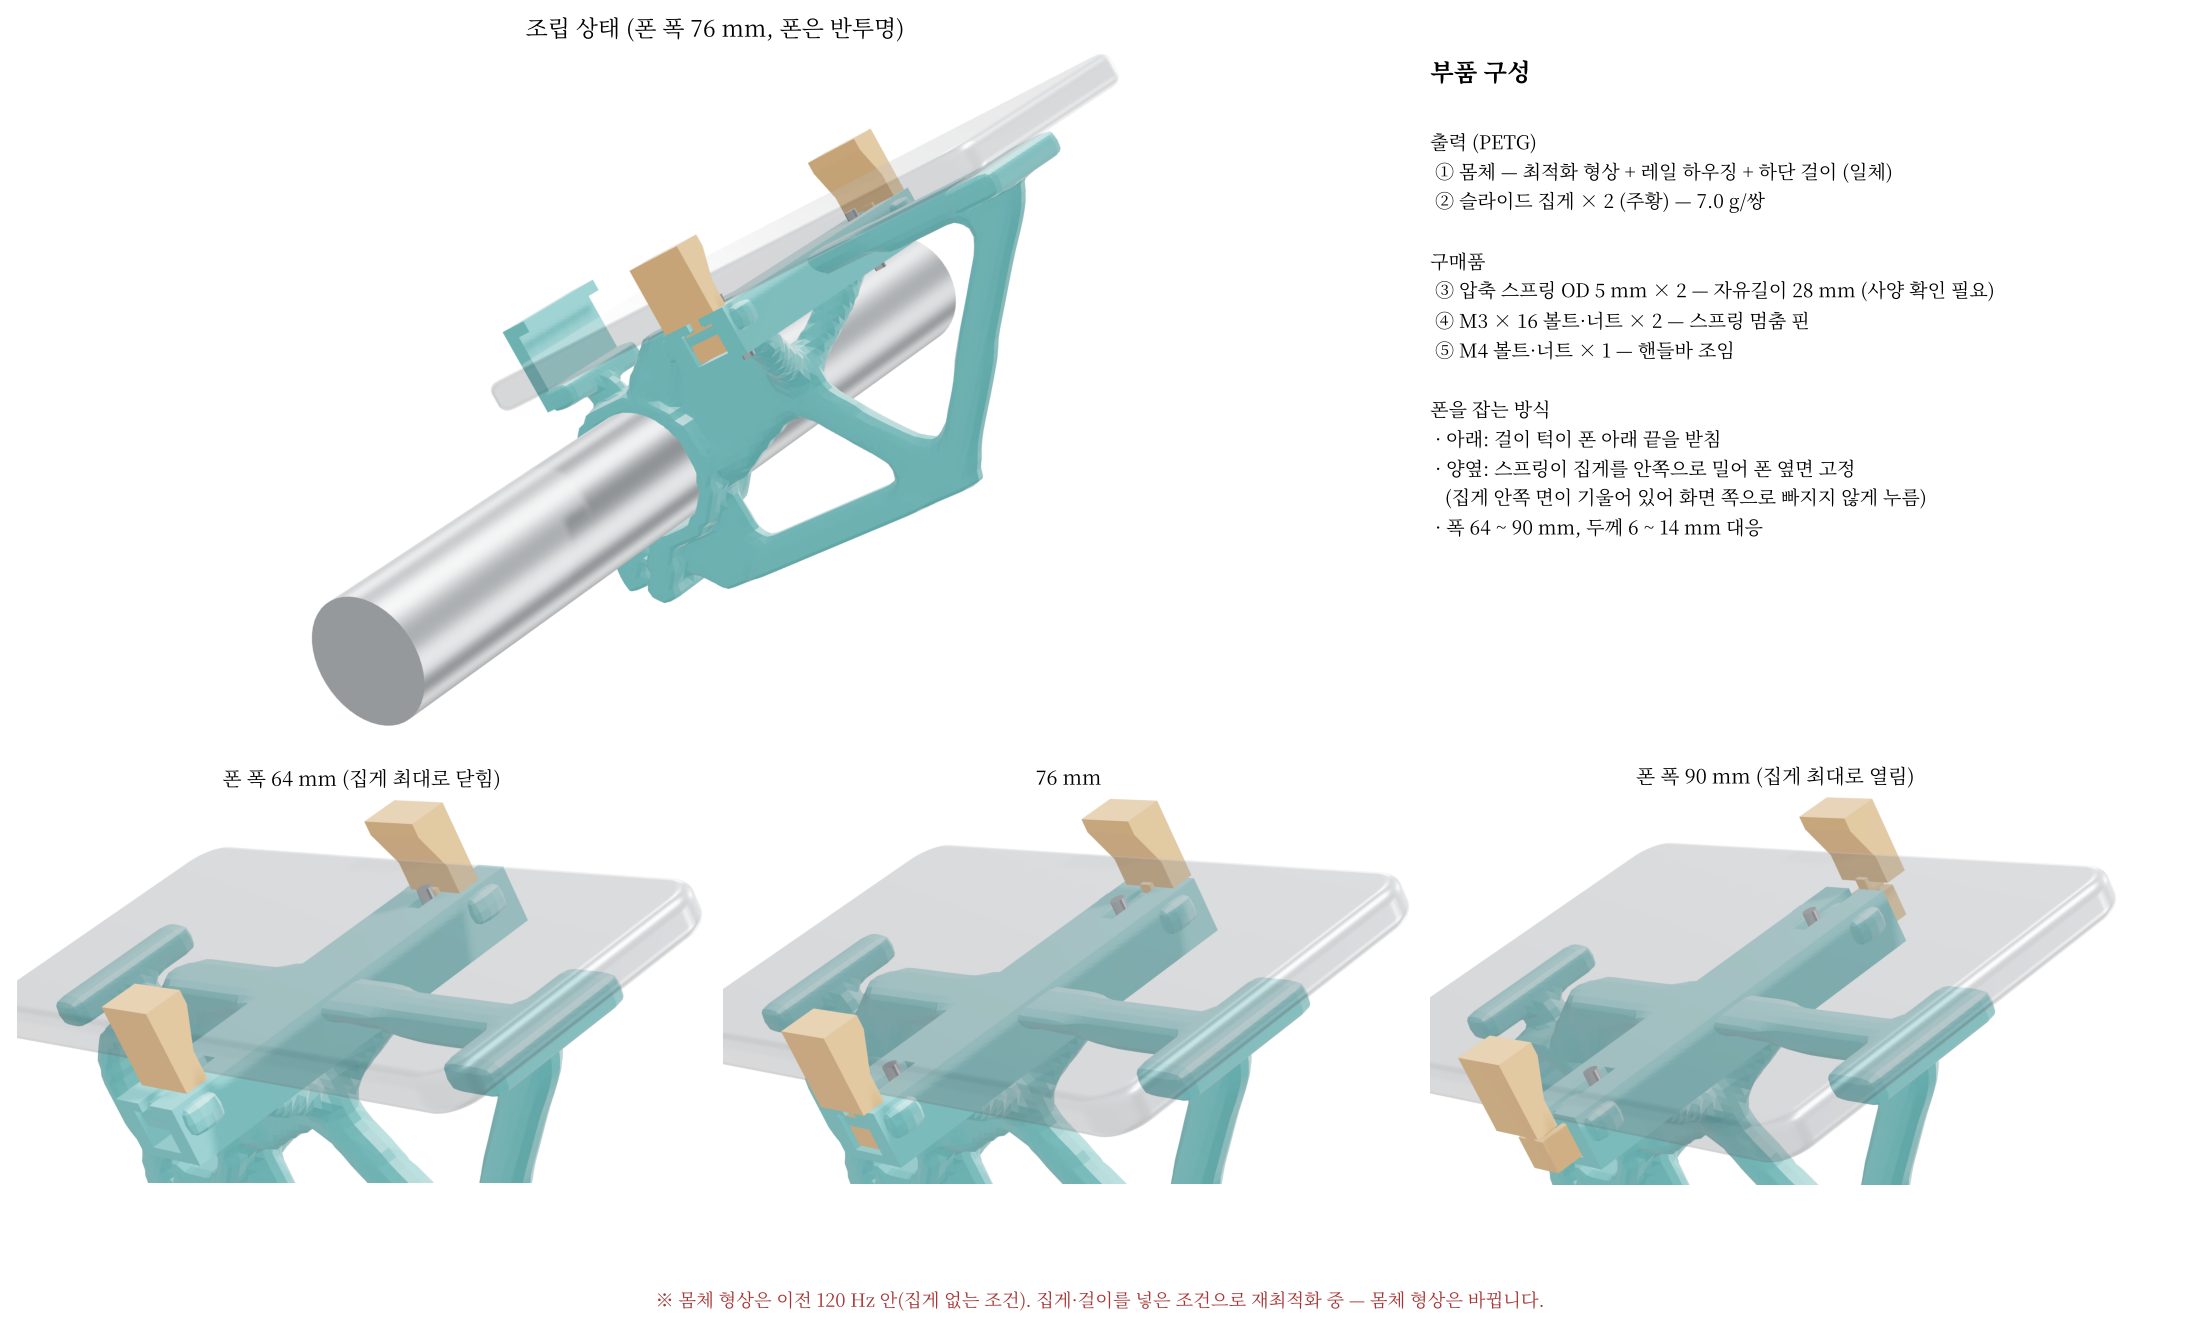 조립 상태 (폰 폭 76 mm, 폰은 반투명)
부품 구성
출력 (PETG)
① 몸체 — 최적화 형상 + 레일 하우징 + 하단 걸이 (일체)
② 슬라이드 집게 × 2 (주황) — 7.0 g/쌍
구매품
③ 압축 스프링 OD 5 mm × 2 — 자유길이 28 mm (사양 확인 필요)
④ M3 × 16 볼트·너트 × 2 — 스프링 멈춤 핀
⑤ M4 볼트·너트 × 1 — 핸들바 조임
폰을 잡는 방식
· 아래: 걸이 턱이 폰 아래 끝을 받침
· 양옆: 스프링이 집게를 안쪽으로 밀어 폰 옆면 고정
(집게 안쪽 면이 기울어 있어 화면 쪽으로 빠지지 않게 누름)
· 폭 64 ~ 90 mm, 두께 6 ~ 14 mm 대응
폰 폭 64 mm (집게 최대로 닫힘)
76 mm
폰 폭 90 mm (집게 최대로 열림)
※ 몸체 형상은 이전 120 Hz 안(집게 없는 조건). 집게·걸이를 넣은 조건으로 재최적화 중 — 몸체 형상은 바뀝니다.